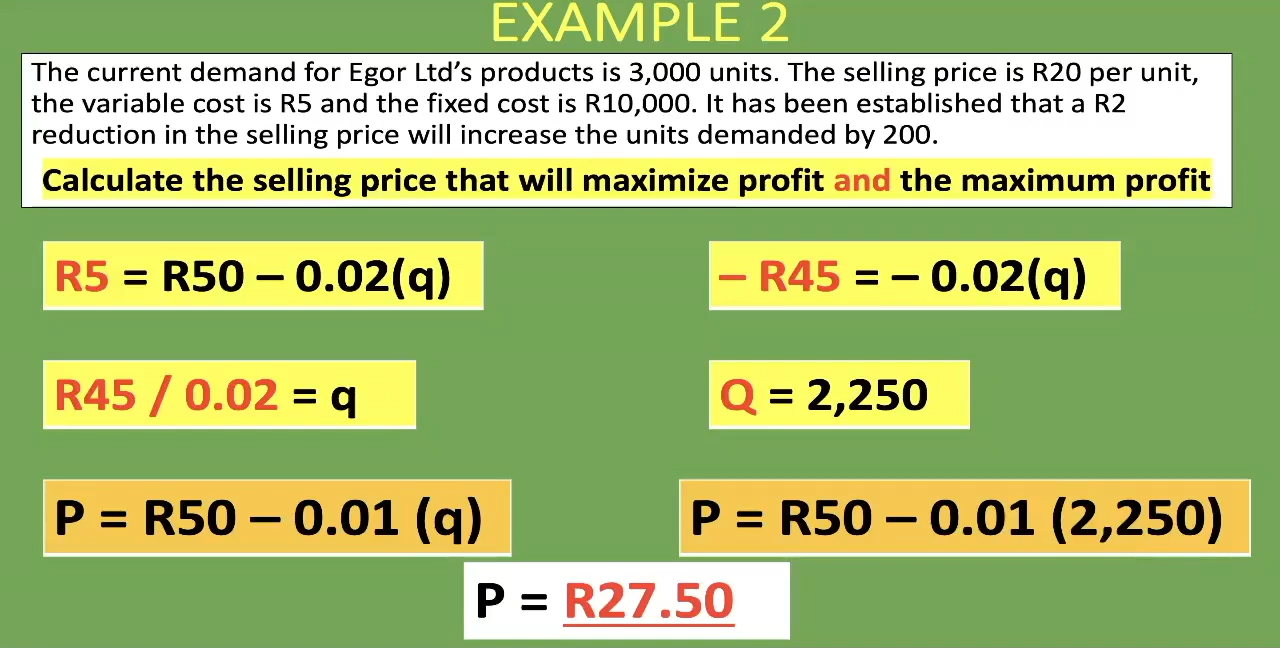 EXAMPLE 2
The current demand for Egor Ltd’s products is 3,000 units. The selling price is R20 per unit,
the variable cost is R5 and the fixed cost is R10,000. It has been established that a R2
reduction in the selling price will increase the units demanded by 200.
Calculate the selling price that will maximize profit and the maximum profit
R5 = R50 – 0.02(q)
– R45 = – 0.02(q)
R45 / 0.02 = q
Q = 2,250
P = R50 – 0.01 (q)
P = R50 – 0.01 (2,250)
P = R27.50